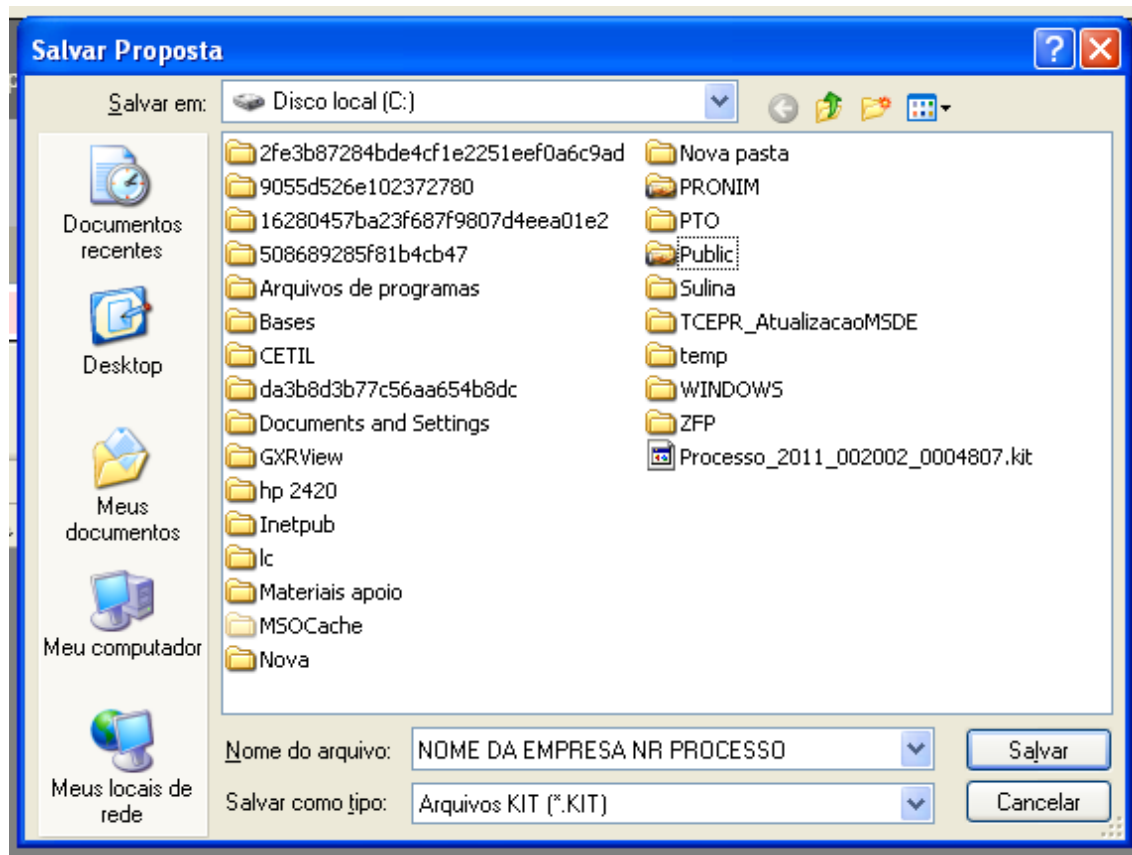 Salvar Proposta
Salvar em:
Disco local (C:)
Documentos
recentes
Desktop
Meus
documentos
Meu computador
Meus locais de
rede
2fe3b87284bde4cf1e2251eef0a6c9ad
9055d526e102372780
16280457ba23f687f9807d4eea01e2
508689285f81b4cb47
Arquivos de programas
Bases
CETIL
da3b8d3b77c56aa654b8dc
Documents and Settings
GXRView
hp 2420
Inetpub
lc
Materiais apoio
MSOCache
Nova
Nova pasta
PRONIM
PTO
Public
Sulina
TCEPR_AtualizacaoMSDE
temp
WINDOWS
ZFP
Processo_2011_002002_0004807.kit
Nome do arquivo:
NOME DA EMPRESA NR PROCESSO
Salvar
Salvar como tipo:
Arquivos KIT (*.KIT)
Cancelar